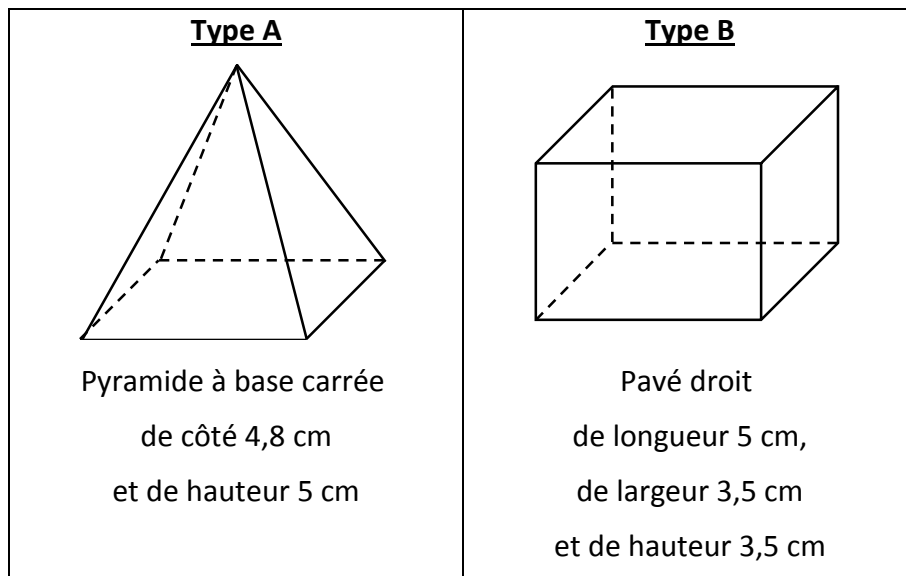 Type A
Pyramide à base carrée
de côté 4,8 cm
et de hauteur 5 cm
Type B
Pavé droit
de longueur 5 cm,
de largeur 3,5 cm
et de hauteur 3,5 cm